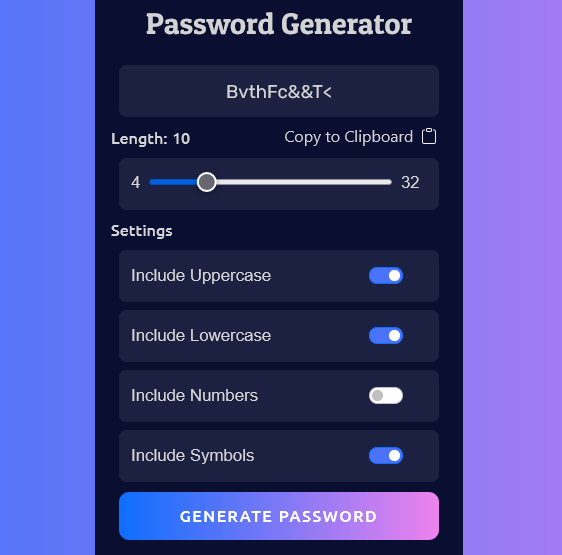 Password Generator
BvthFc&&T<
Length: 10 Copy to Clipboard
4 32
Settings
Include Uppercase
Include Lowercase
Include Numbers
Include Symbols
GENERATE PASSWORD